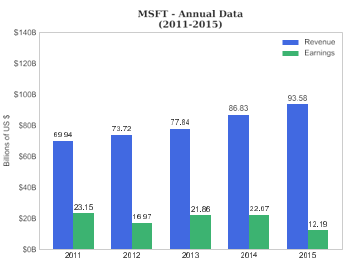 MSFT - Annual Data
(2011-2015)
$140B
$120B
$100B
$80B
$60B
$40B
$20B
$0B
Billions of US $
Revenue
Earnings
69.94
73.72
77.84
86.83
93.58
23.15
16.97
21.86
22.07
12.19
2011
2012
2013
2014
2015